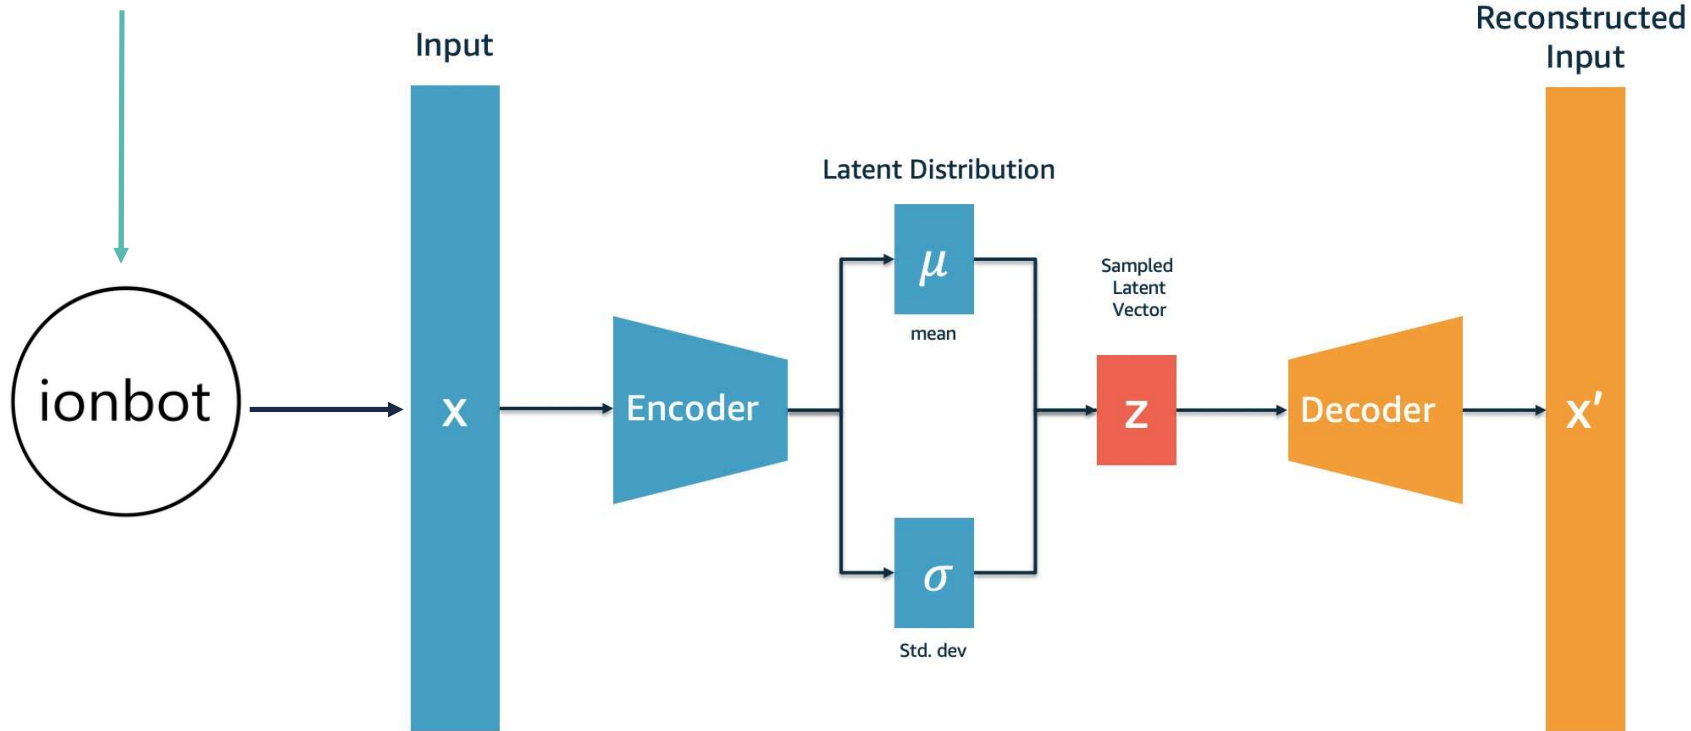 Reconstructed
Input
Input
Latent Distribution
μ
mean
Sampled
Latent
Vector
ionbot
x
Encoder
z
Decoder
x′
σ
Std. dev